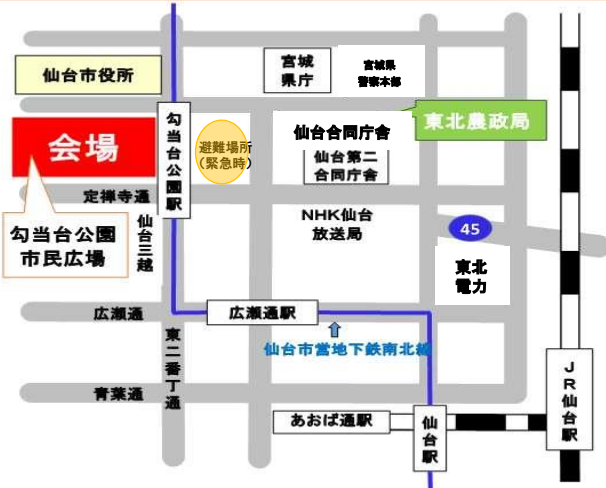 仙台市役所
宮城
県庁
宮城県
警察本部
会場
勾当台公園駅
避難場所
(緊急時)
仙台合同庁舎
東北農政局
仙台第二
合同庁舎
定禅寺通
勾当台公園
市民広場
仙台三越
NHK仙台
放送局
45
東北
電力
広瀬通
広瀬通駅
仙台市営地下鉄南北線
東二番丁通
青葉通
あおば通駅
仙台駅
JR仙台駅